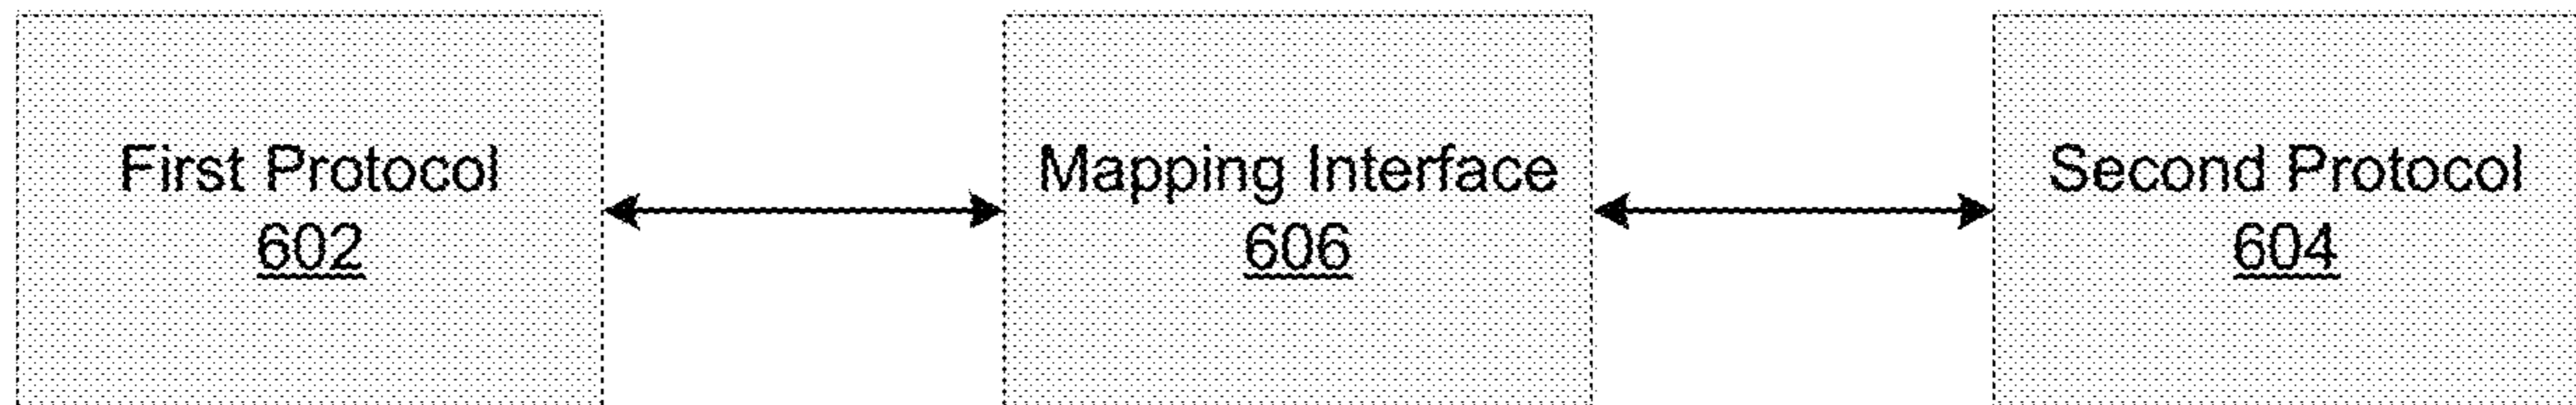 First Protocol
602
Mapping Interface
606
Second Protocol
604